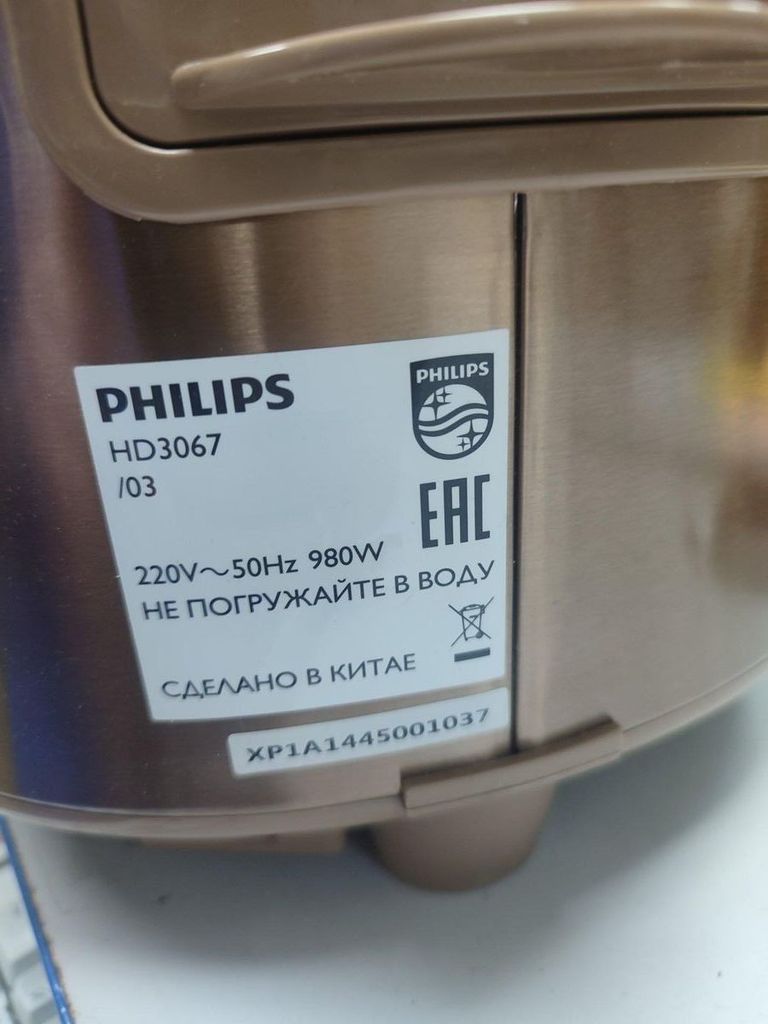 PHILIPS
PHILIPS
HD3067
/03
EAC
220V～50Hz 980W
НЕ ПОГРУЖАЙТЕ В ВОДУ
СДЕЛАНО В КИТАЕ
XP1A1445001037